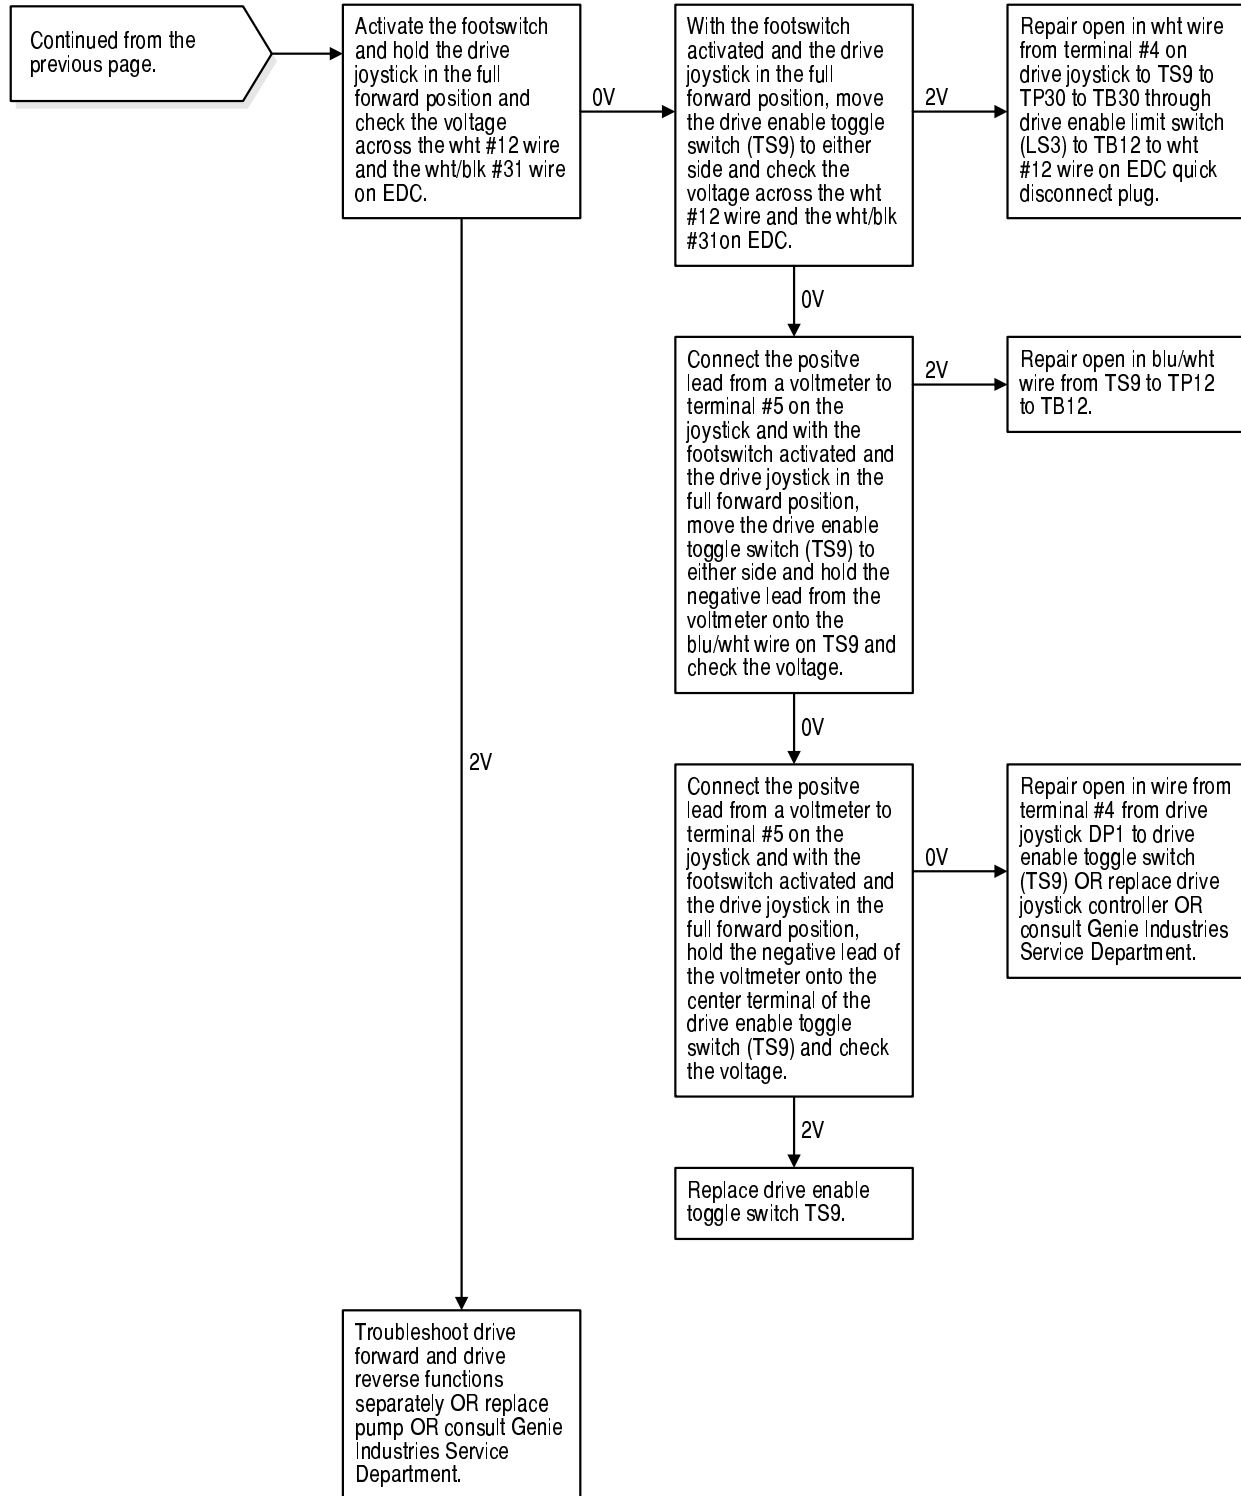 Continued from the
previous page.
Activate the footswitch
and hold the drive
joystick in the full
forward position and
check the voltage
across the wht #12 wire
and the wht/blk #31 wire
on EDC.
0V
With the footswitch
activated and the drive
joystick in the full
forward position, move
the drive enable toggle
switch (TS9) to either
side and check the
voltage across the wht
#12 wire and the wht/blk
#31on EDC.
2V
Repair open in wht wire
from terminal #4 on
drive joystick to TS9 to
TP30 to TB30 through
drive enable limit switch
(LS3) to TB12 to wht
#12 wire on EDC quick
disconnect plug.
0V
Connect the positve
lead from a voltmeter to
terminal #5 on the
joystick and with the
footswitch activated and
the drive joystick in the
full forward position,
move the drive enable
toggle switch (TS9) to
either side and hold the
negative lead from the
voltmeter onto the
blu/wht wire on TS9 and
check the voltage.
2V
Repair open in blu/wht
wire from TS9 to TP12
to TB12.
0V
2V
Connect the positve
lead from a voltmeter to
terminal #5 on the
joystick and with the
footswitch activated and
the drive joystick in the
full forward position,
hold the negative lead of
the voltmeter onto the
center terminal of the
drive enable toggle
switch (TS9) and check
the voltage.
0V
Repair open in wire from
terminal #4 from drive
joystick DP1 to drive
enable toggle switch
(TS9) OR replace drive
joystick controller OR
consult Genie Industries
Service Department.
2V
Replace drive enable
toggle switch TS9.
Troubleshoot drive
forward and drive
reverse functions
separately OR replace
pump OR consult Genie
Industries Service
Department.